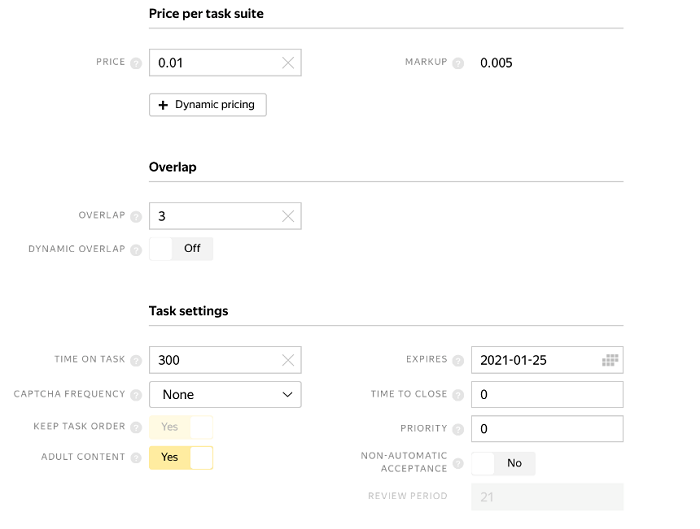 Price per task suite
PRICE ? 0.01 MARKUP ? 0.005
+ Dynamic pricing
Overlap
OVERLAP ? 3
DYNAMIC OVERLAP ? Off
Task settings
TIME ON TASK ? 300 EXPIRES ? 2021-01-25
CAPTCHA FREQUENCY ? None TIME TO CLOSE ? 0
KEEP TASK ORDER ? Yes PRIORITY ? 0
ADULT CONTENT ? Yes NON-AUTOMATIC
ACCEPTANCE ? No
REVIEW PERIOD 21